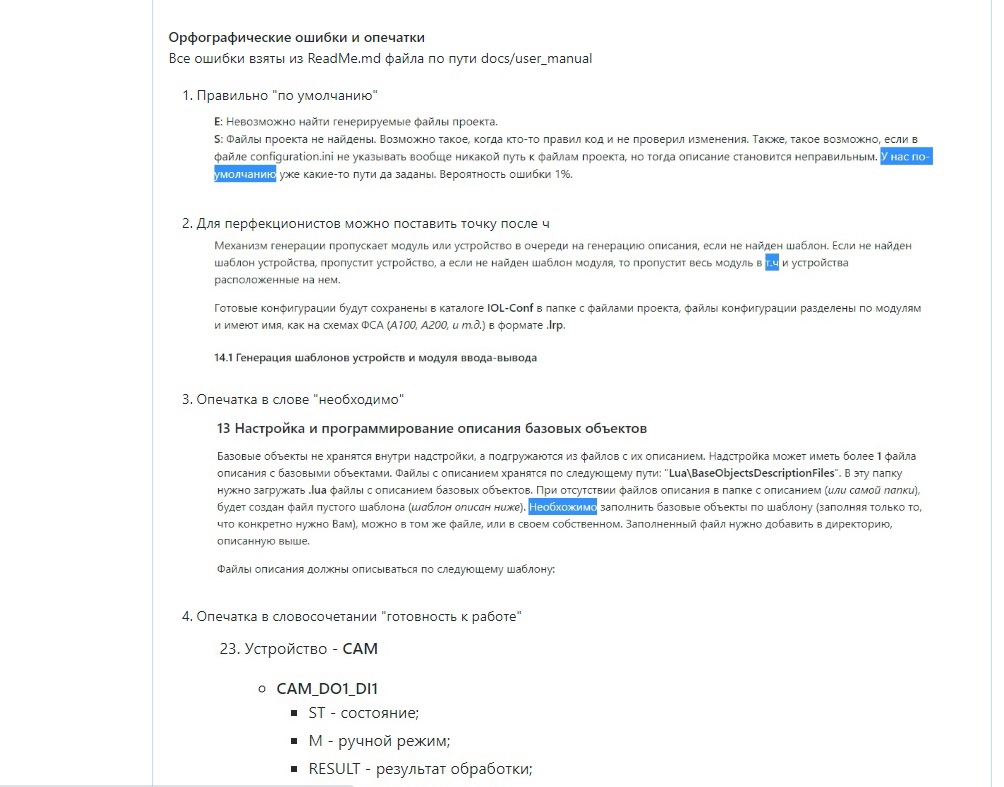 Орфографические ошибки и опечатки
Все ошибки взяты из ReadMe.md файла по пути docs/user_manual
1. Правильно "по умолчанию"
E: Невозможно найти генерируемые файлы проекта.
S: Файлы проекта не найдены. Возможно такое, когда кто-то правил код и не проверил изменения. Также, такое возможно, если в
файле configuration.ini не указывать вообще никакой путь к файлам проекта, но тогда описание становится неправильным. У нас по-
умолчанию уже какие-то пути да заданы. Вероятность ошибки 1%.
2. Для перфекционистов можно поставить точку после ч
Механизм генерации пропускает модуль или устройство в очереди на генерацию описания, если не найден шаблон. Если не найден
шаблон устройства, пропустит устройство, а если не найден шаблон модуля, то пропустит весь модуль в т.ч и устройства
расположенные на нем.
Готовые конфигурации будут сохранены в каталоге IOL-Conf в папке с файлами проекта, файлы конфигурации разделены по модулям
и имеют имя, как на схемах ФСА (A100, A200, и т.д.) в формате .lrp.
14.1 Генерация шаблонов устройств и модуля ввода-вывода
3. Опечатка в слове "необходимо"
13 Настройка и программирование описания базовых объектов
Базовые объекты не хранятся внутри надстройки, а подгружаются из файлов с их описанием. Надстройка может иметь более 1 файла
описания с базовыми объектами. Файлы с описанием хранятся по следующему пути: "Lua\BaseObjectsDescriptionFiles". В эту папку
нужно загружать .lua файлы с описанием базовых объектов. При отсутствии файлов описания в папке с описанием (или самой папки),
будет создан файл пустого шаблона (шаблон описан ниже). Необхожимо заполнить базовые объекты по шаблону (заполняя только то,
что конкретно нужно Вам), можно в том же файле, или в своем собственном. Заполненный файл нужно добавить в директорию,
описанную выше.
Файлы описания должны описываться по следующему шаблону:
4. Опечатка в словосочетании "готовность к работе"
23. Устройство - CAM
CAM_DO1_DI1
ST - состояние;
M - ручной режим;
RESULT - результат обработки;